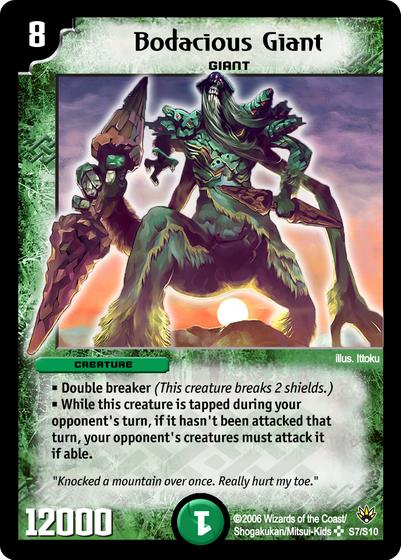 8
Bodacious Giant
GIANT
illus. Ittoku
CREATURE
▪ Double breaker (This creature breaks 2 shields.)
▪ While this creature is tapped during your
opponent's turn, if it hasn't been attacked that
turn, your opponent's creatures must attack it
if able.
"Knocked a mountain over once. Really hurt my toe."
12000
1
©2006 Wizards of the Coast/
Shogakukan/Mitsui-Kids S7/S10